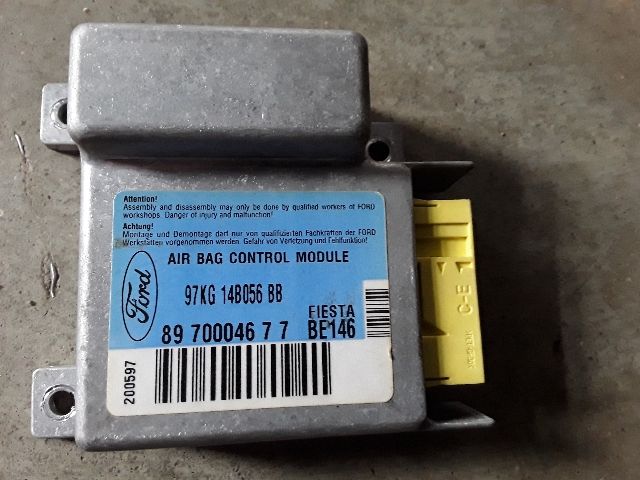 Attention!
Assembly and disassembly may only be done by qualified workers of FORD
workshops. Danger of injury and malfunction!
Achtung!
Montage und Demontage darf nur von qualifizierten Fachkräften der FORD
Werkstätten vorgenommen werden. Gefahr von Verletzung und Fehlfunktion!
AIR BAG CONTROL MODULE
Ford
97KG 14B056 BB
FIESTA
89 7000467 7 BE146
200597
C-E 1